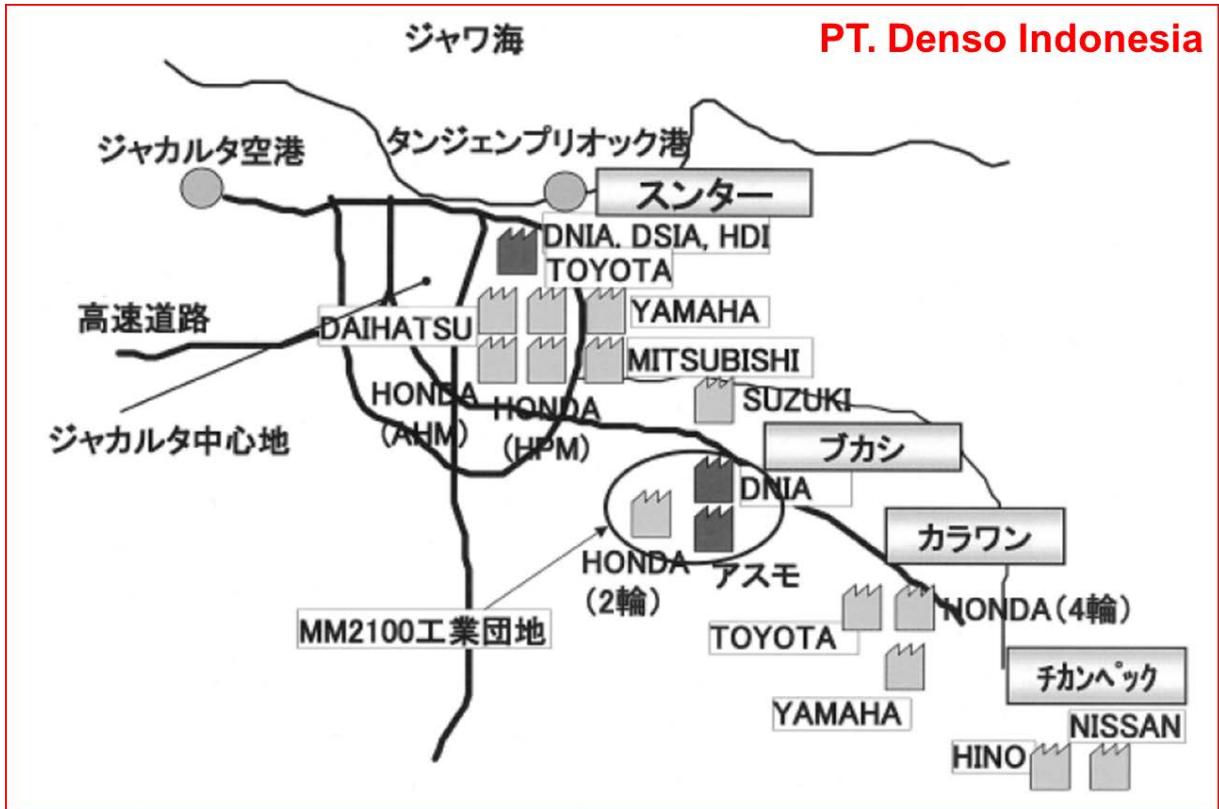 ジャワ海
PT. Denso Indonesia
ジャカルタ空港
タンジェンプリオック港
スンター
DNIA. DSIA, HDI
TOYOTA
高速道路
DAIHATSU
YAMAHA
MITSUBISHI
HONDA
(AHM)
HONDA
(HPM)
SUZUKI
ジャカルタ中心地
ブカシ
DNIA
カラワン
HONDA
(2輪)
アスモ
MM2100工業団地
TOYOTA
HONDA(4輪)
チカンペック
YAMAHA
NISSAN
HINO